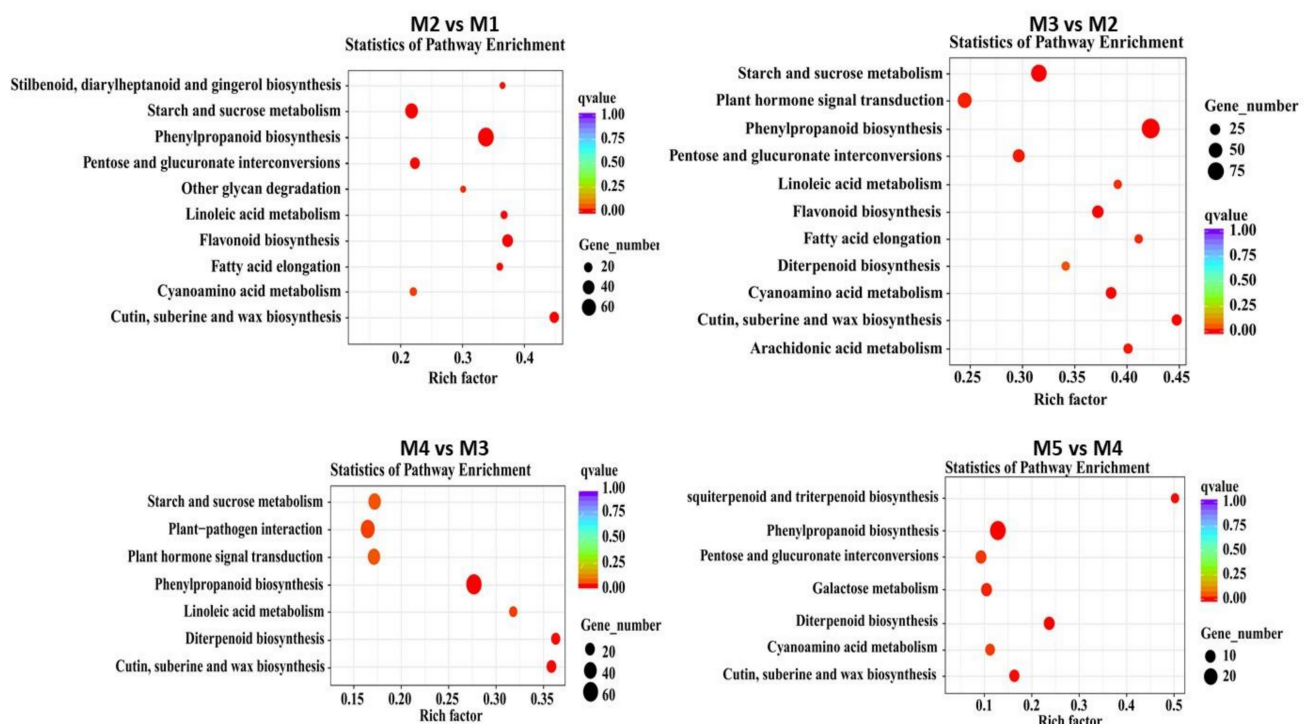 M2 vs M1
Statistics of Pathway Enrichment
Stilbenoid, diarylheptanoid and gingerol biosynthesis
Starch and sucrose metabolism
Phenylpropanoid biosynthesis
Pentose and glucuronate interconversions
Other glycan degradation
Linoleic acid metabolism
Flavonoid biosynthesis
Fatty acid elongation
Cyanoamino acid metabolism
Cutin, suberine and wax biosynthesis
0.2 0.3 0.4
Rich factor
qvalue
1.00
0.75
0.50
0.25
0.00
Gene_number
20
40
60
M3 vs M2
Statistics of Pathway Enrichment
Starch and sucrose metabolism
Plant hormone signal transduction
Phenylpropanoid biosynthesis
Pentose and glucuronate interconversions
Linoleic acid metabolism
Flavonoid biosynthesis
Fatty acid elongation
Diterpenoid biosynthesis
Cyanoamino acid metabolism
Cutin, suberine and wax biosynthesis
Arachidonic acid metabolism
0.25 0.30 0.35 0.40 0.45
Rich factor
Gene_number
25
50
75
qvalue
1.00
0.75
0.50
0.25
0.00
M4 vs M3
Statistics of Pathway Enrichment
Starch and sucrose metabolism
Plant-pathogen interaction
Plant hormone signal transduction
Phenylpropanoid biosynthesis
Linoleic acid metabolism
Diterpenoid biosynthesis
Cutin, suberine and wax biosynthesis
0.15 0.20 0.25 0.30 0.35
Rich factor
qvalue
1.00
0.75
0.50
0.25
0.00
Gene_number
20
40
60
M5 vs M4
Statistics of Pathway Enrichment
squiterpenoid and triterpenoid biosynthesis
Phenylpropanoid biosynthesis
Pentose and glucuronate interconversions
Galactose metabolism
Diterpenoid biosynthesis
Cyanoamino acid metabolism
Cutin, suberine and wax biosynthesis
0.1 0.2 0.3 0.4 0.5
Rich factor
qvalue
1.00
0.75
0.50
0.25
0.00
Gene_number
10
20